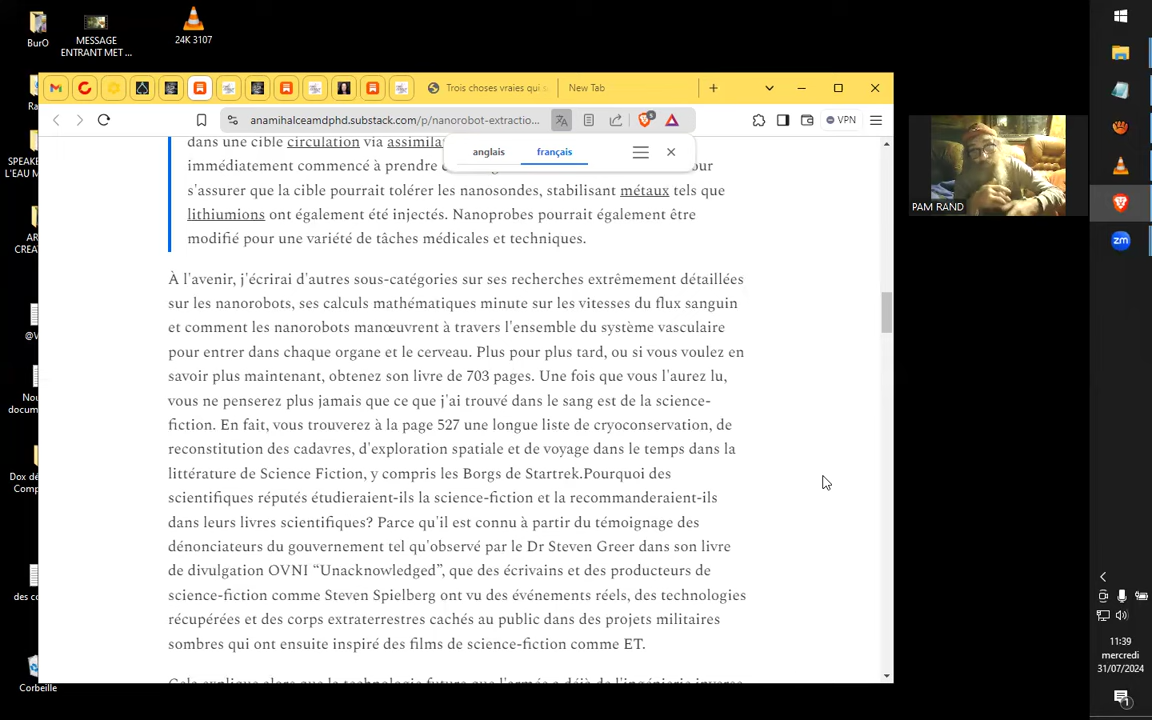 BurO
MESSAGE
ENTRANT MET ...
24K 3107
Trois choses vraies qui
New Tab
anamihalceamdphd.substack.com/p/nanorobot-extractio...
VPN
anglais
français
dans une cible circulation via
immédiatement commencé à prendre
s'assurer que la cible pourrait tolérer les nanosondes, stabilisant métaux tels que
lithiumions ont également été injectés. Nanoprobes pourrait également être
modifié pour une variété de tâches médicales et techniques.
À l'avenir, j'écrirai d'autres sous-catégories sur ses recherches extrêmement détaillées
sur les nanorobots, ses calculs mathématiques minute sur les vitesses du flux sanguin
et comment les nanorobots manœuvrent à travers l'ensemble du système vasculaire
pour entrer dans chaque organe et le cerveau. Plus pour plus tard, ou si vous voulez en
savoir plus maintenant, obtenez son livre de 703 pages. Une fois que vous l'aurez lu,
vous ne penserez plus jamais que ce que j'ai trouvé dans le sang est de la science-
fiction. En fait, vous trouverez à la page 527 une longue liste de cryoconservation, de
reconstitution des cadavres, d'exploration spatiale et de voyage dans le temps dans la
littérature de Science Fiction, y compris les Borgs de Startrek.Pourquoi des
scientifiques réputés étudieraient-ils la science-fiction et la recommanderaient-ils
dans leurs livres scientifiques? Parce qu'il est connu à partir du témoignage des
dénonciateurs du gouvernement tel qu'observé par le Dr Steven Greer dans son livre
de divulgation OVNI “Unacknowledged”, que des écrivains et des producteurs de
science-fiction comme Steven Spielberg ont vu des événements réels, des technologies
récupérées et des corps extraterrestres cachés au public dans des projets militaires
sombres qui ont ensuite inspiré des films de science-fiction comme ET.
PAM RAND
zm
Corbeille
11:39
mercredi
31/07/2024